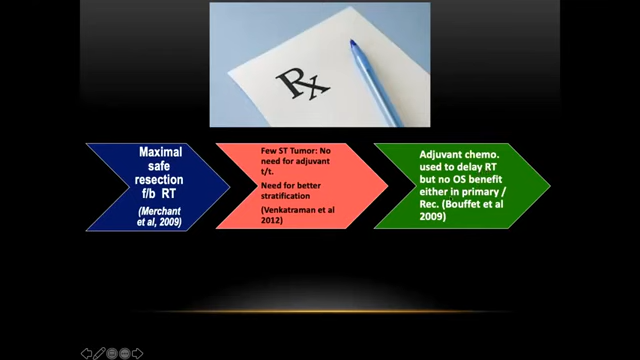 Rx
Maximal
safe
resection
f/b RT
(Merchant
et al, 2009)
Few ST Tumor: No
need for adjuvant
t/t.
Need for better
stratification
(Venkatraman et al
2012)
Adjuvant chemo.
used to delay RT
but no OS benefit
either in primary /
Rec. (Bouffet et al
2009)